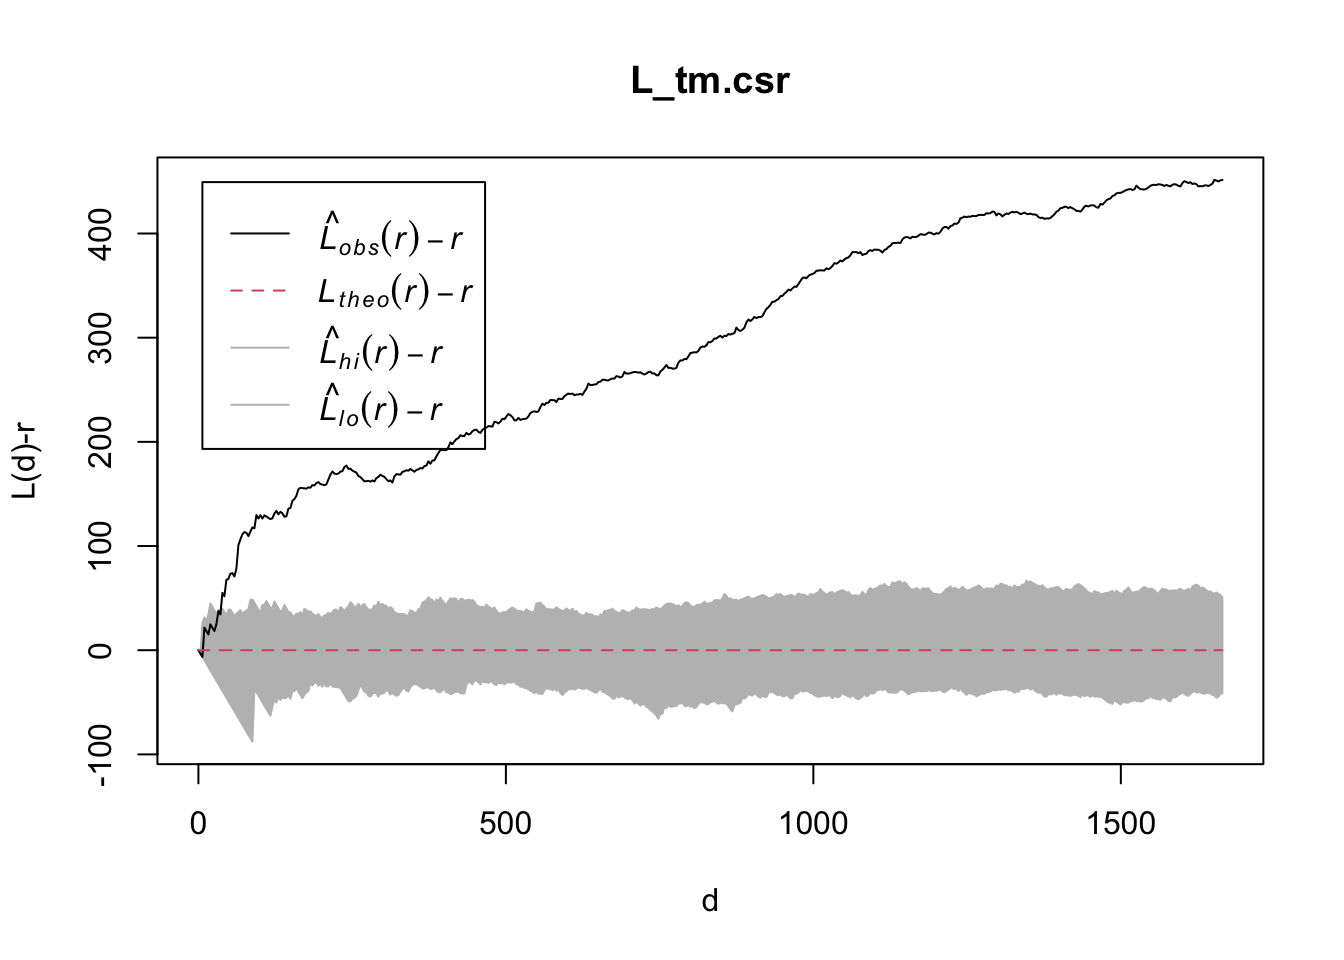 L_tm.csr
L̂obs(r) − r
Ltheo(r) − r
L̂hi(r) − r
L̂lo(r) − r
L(d)-r
400
300
200
100
0
-100
0 500 1000 1500
d